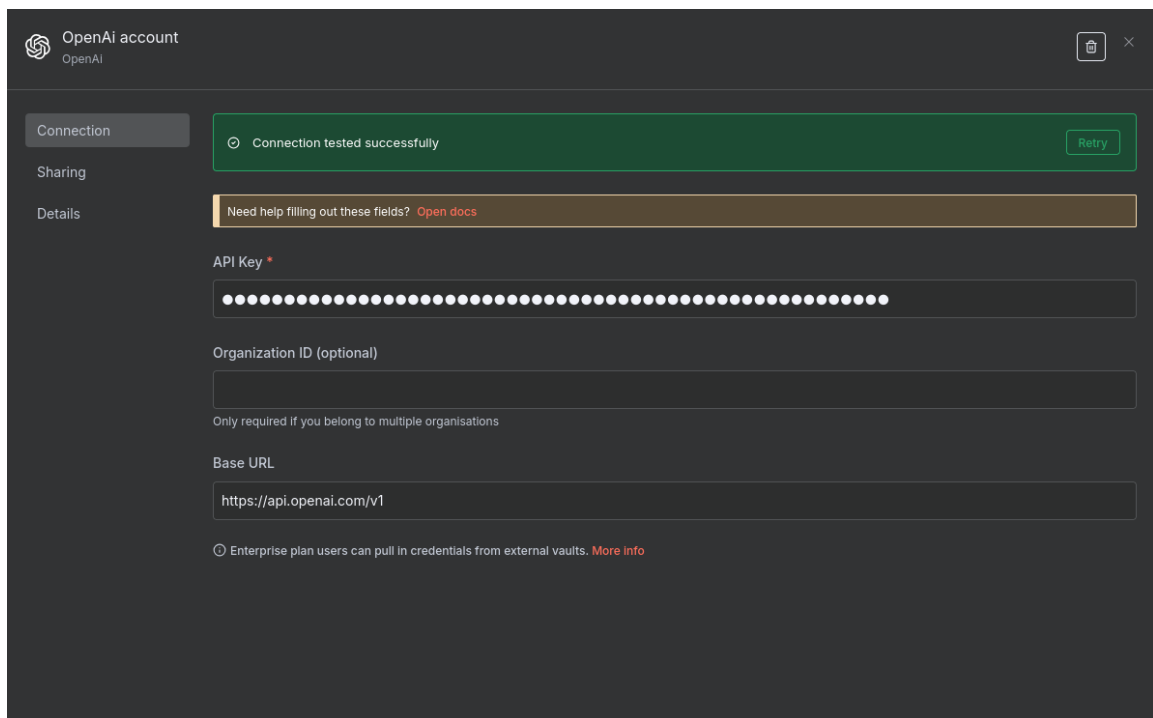 OpenAi account
OpenAi
Connection
Sharing
Details
Connection tested successfully
Retry
Need help filling out these fields? Open docs
API Key *
●●●●●●●●●●●●●●●●●●●●●●●●●●●●●●●●●●●●●●●●●●●●●●●●●●●●●●
Organization ID (optional)
Only required if you belong to multiple organisations
Base URL
https://api.openai.com/v1
Enterprise plan users can pull in credentials from external vaults. More info